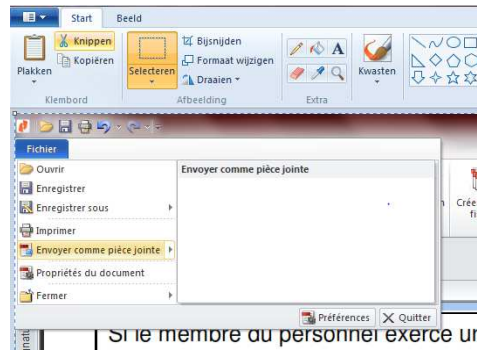 Start Beeld
Knippen
Kopiëren
Plakken
Klembord
Selecteren
Bijsnijden
Formaat wijzigen
Draaien
Afbeelding
A
Extra
Kwasten
Fichier
Ouvrir
Enregistrer
Enregistrer sous
Imprimer
Envoyer comme pièce jointe
Propriétés du document
Fermer
Envoyer comme pièce jointe
Préférences Quitter
Si le membre du personnel exerce